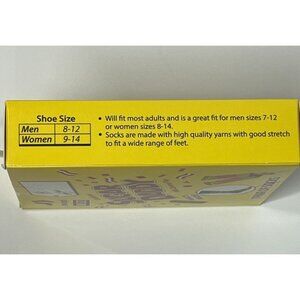 Shoe Size
Men 8-12
Women 9-14
• Will fit most adults and is a great fit for men sizes 7-12
or women sizes 8-14.
• Socks are made with high quality yarns with good stretch
to fit a wide range of feet.